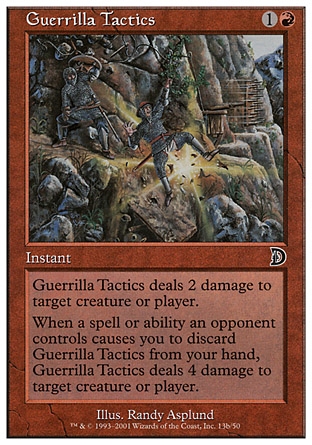 Guerrilla Tactics 1
Instant D
Guerrilla Tactics deals 2 damage to
target creature or player.
When a spell or ability an opponent
controls causes you to discard
Guerrilla Tactics from your hand,
Guerrilla Tactics deals 4 damage to
target creature or player.
Illus. Randy Asplund
™ & © 1993–2001 Wizards of the Coast, Inc. 13b/50